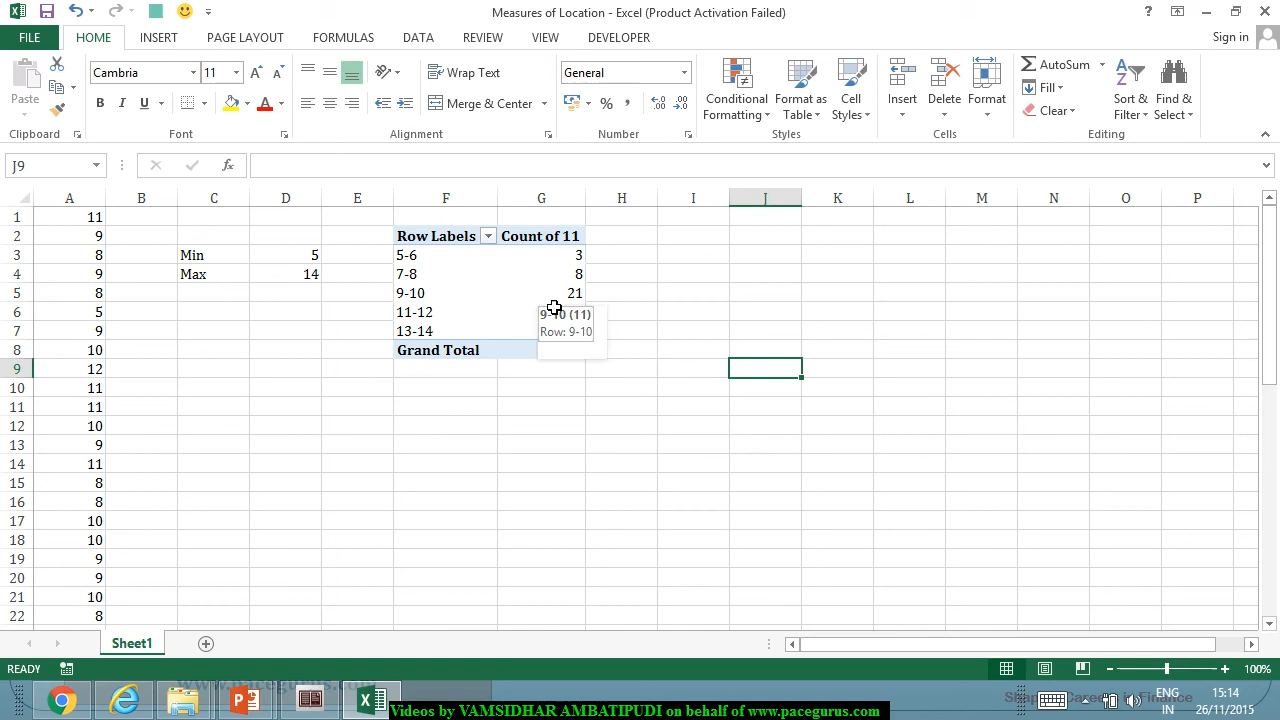 Measures of Location - Excel (Product Activation Failed)
FILE HOME INSERT PAGE LAYOUT FORMULAS DATA REVIEW VIEW DEVELOPER Sign in
Paste
Cambria 11
B I U A
Wrap Text
Merge & Center
General
% ,
Conditional Formatting
Format as Table
Cell Styles
Insert Delete Format
AutoSum
Fill
Clear
Sort & Filter
Find & Select
Clipboard Font Alignment Number Styles Cells Editing
J9 fx
A B C D E F G H I J K L M N O P
1 11
2 9 Row Labels Count of 11
3 8 Min 5 5-6 3
4 9 Max 14 7-8 8
5 8 9-10 21
6 5 11-12
7 9 13-14
8 10 Grand Total
9-10 (11)
Row: 9-10
9 12
10 11
11 11
12 10
13 9
14 11
15 8
16 8
17 10
18 10
19 9
20 9
21 10
22 8
Sheet1
READY 100%
www.pacegurus.com
ENG 15:14
IN 26/11/2015
Videos by VAMSIDHAR AMBATIPUDI on behalf of www.pacegurus.com